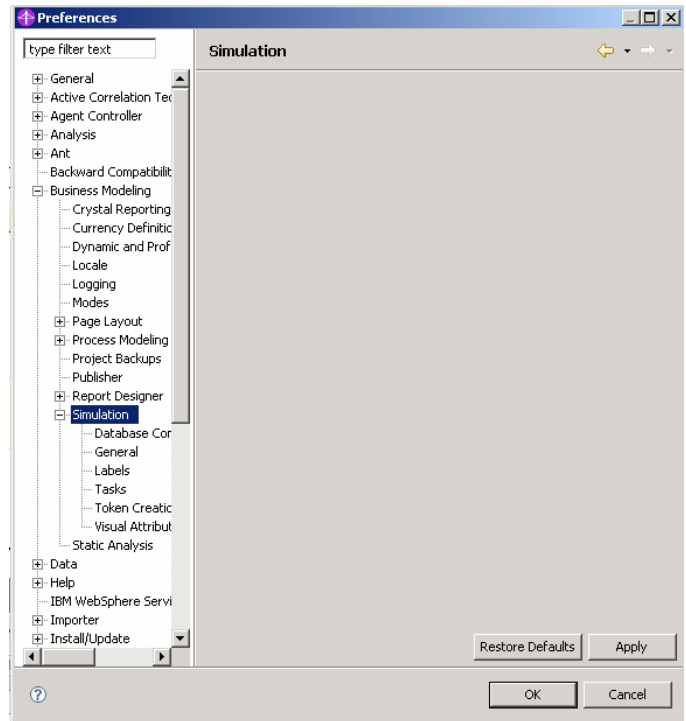 Preferences
type filter text
Simulation
General
Active Correlation Tec
Agent Controller
Analysis
Ant
Backward Compatibilit
Business Modeling
Crystal Reporting
Currency Definitic
Dynamic and Prof
Locale
Logging
Modes
Page Layout
Process Modeling
Project Backups
Publisher
Report Designer
Simulation
Database Cor
General
Labels
Tasks
Token Creatic
Visual Attribut
Static Analysis
Data
Help
IBM WebSphere Servi
Importer
Install/Update
Restore Defaults
Apply
OK
Cancel